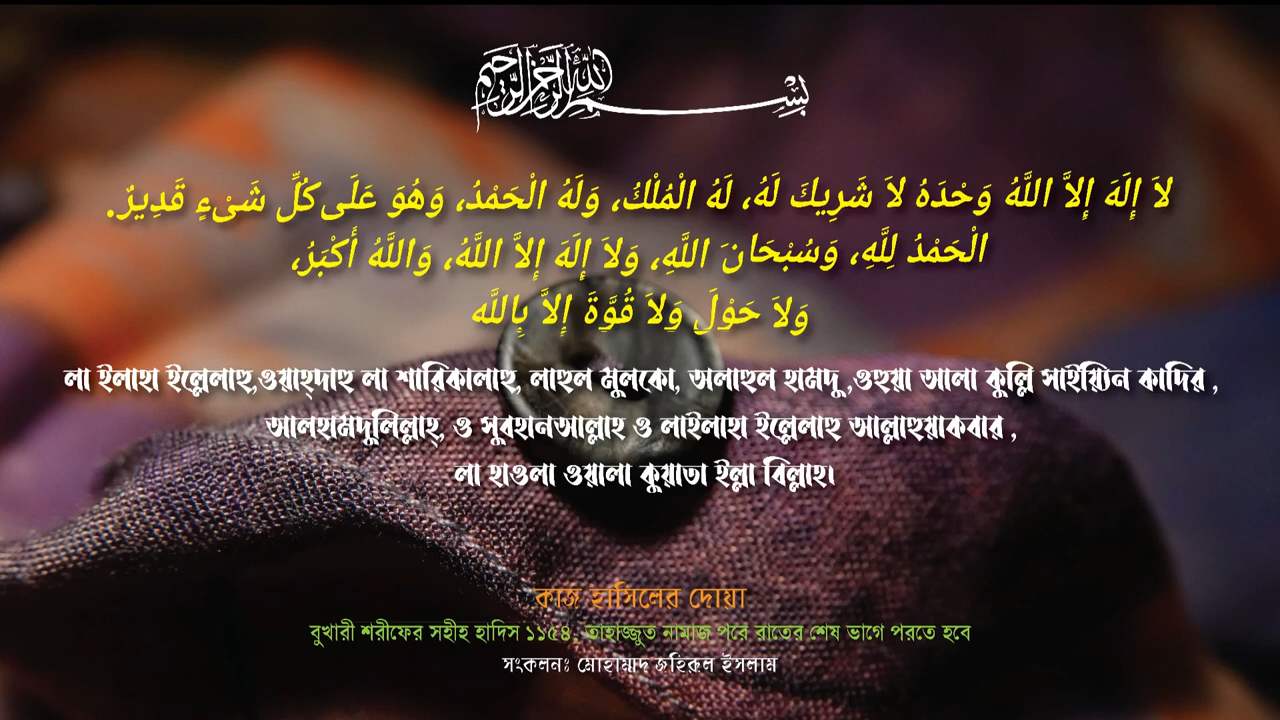 بِسْمِ اللهِ الرَّحْمٰنِ الرَّحِيمِ
لاَ إِلَهَ إِلاَّ اللَّهُ وَحْدَهُ لاَ شَرِيكَ لَهُ، لَهُ الْمُلْكُ، وَلَهُ الْحَمْدُ، وَهُوَ عَلَى كُلِّ شَىْءٍ قَدِيرٌ.
الْحَمْدُ لِلَّهِ، وَسُبْحَانَ اللَّهِ، وَلاَ إِلَهَ إِلاَّ اللَّهُ، وَاللَّهُ أَكْبَرُ،
وَلاَ حَوْلَ وَلاَ قُوَّةَ إِلاَّ بِاللَّه
লা ইলাহা ইল্লেলাহু,ওয়াহ্‌দাহু লা শারিকালাহু, লাহুল মুলকো, অলাহুল হামদু ,ওহুয়া আলা কুল্লি সাইয়্যিন কাদির ,
আলহামদুলিল্লাহ্‌, ও সুবহানআল্লাহ ও লাইলাহা ইল্লেলাহু আল্লাহুয়াকবার ,
লা হাওলা ওয়ালা কুয়াতা ইল্লা বিল্লাহ।
কাজ হাসিলের দোয়া
বুখারী শরীফের সহীহ হাদিস ১১৫৪- তাহাজ্জুত নামাজ পরে রাতের শেষ ভাগে পরতে হবে
সংকলনঃ মোহাম্মদ জহিরুল ইসলাম